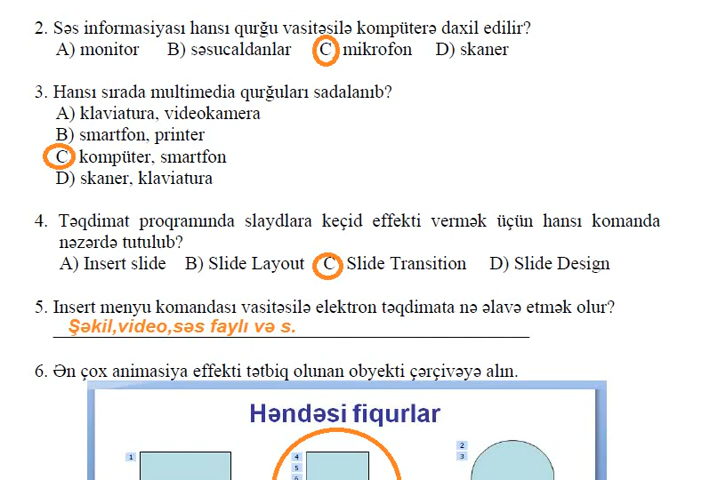 2. Səs informasiyası hansı qurğu vasitəsilə kompüterə daxil edilir?
A) monitor B) səsucaldanlar C) mikrofon D) skaner
3. Hansı sırada multimedia qurğuları sadalanıb?
A) klaviatura, videokamera
B) smartfon, printer
C) kompüter, smartfon
D) skaner, klaviatura
4. Təqdimat proqramında slaydlara keçid effekti vermək üçün hansı komanda
nəzərdə tutulub?
A) Insert slide B) Slide Layout C) Slide Transition D) Slide Design
5. Insert menyu komandası vasitəsilə elektron təqdimata nə əlavə etmək olur?
Şəkil,video,səs faylı və s.
6. Ən çox animasiya effekti tətbiq olunan obyekti çərçivəyə alın.
Həndəsi fiqurlar
1 4 2
5 3
6